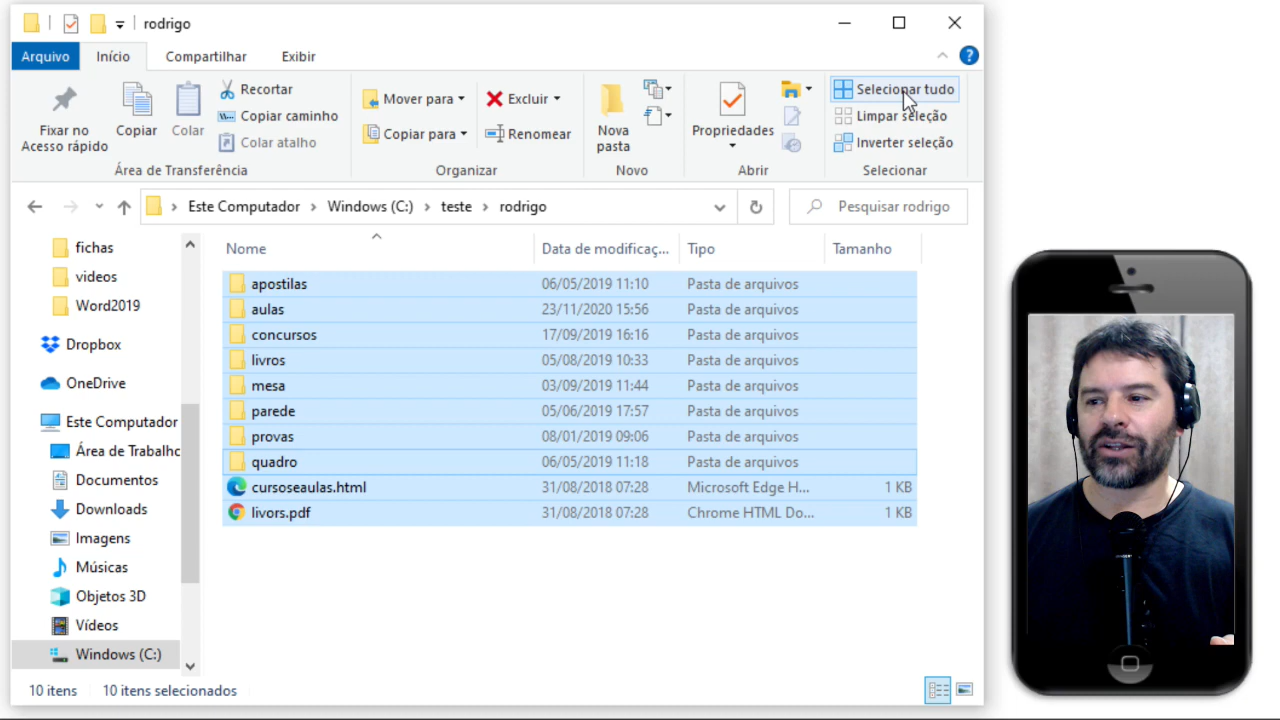 rodrigo
Arquivo Início Compartilhar Exibir
Fixar no
Acesso rápido
Copiar
Colar
Recortar
Copiar caminho
Colar atalho
Área de Transferência
Mover para
Copiar para
Excluir
Renomear
Organizar
Nova
pasta
Novo
Propriedades
Abrir
Selecionar tudo
Limpar seleção
Inverter seleção
Selecionar
Este Computador Windows (C:) teste rodrigo
Pesquisar rodrigo
fichas
videos
Word2019
Dropbox
OneDrive
Este Computador
Área de Trabalho
Documentos
Downloads
Imagens
Músicas
Objetos 3D
Vídeos
Windows (C:)
Nome Data de modificaç... Tipo Tamanho
apostilas 06/05/2019 11:10 Pasta de arquivos
aulas 23/11/2020 15:56 Pasta de arquivos
concursos 17/09/2019 16:16 Pasta de arquivos
livros 05/08/2019 10:33 Pasta de arquivos
mesa 03/09/2019 11:44 Pasta de arquivos
parede 05/06/2019 17:57 Pasta de arquivos
provas 08/01/2019 09:06 Pasta de arquivos
quadro 06/05/2019 11:18 Pasta de arquivos
cursoseaulas.html 31/08/2018 07:28 Microsoft Edge H... 1 KB
livors.pdf 31/08/2018 07:28 Chrome HTML Do... 1 KB
10 itens 10 itens selecionados